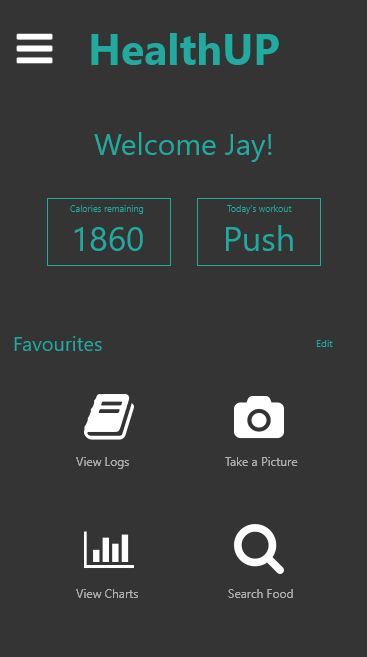 HealthUP
Welcome Jay!
Calories remaining
1860
Today's workout
Push
Favourites
Edit
View Logs
Take a Picture
View Charts
Search Food